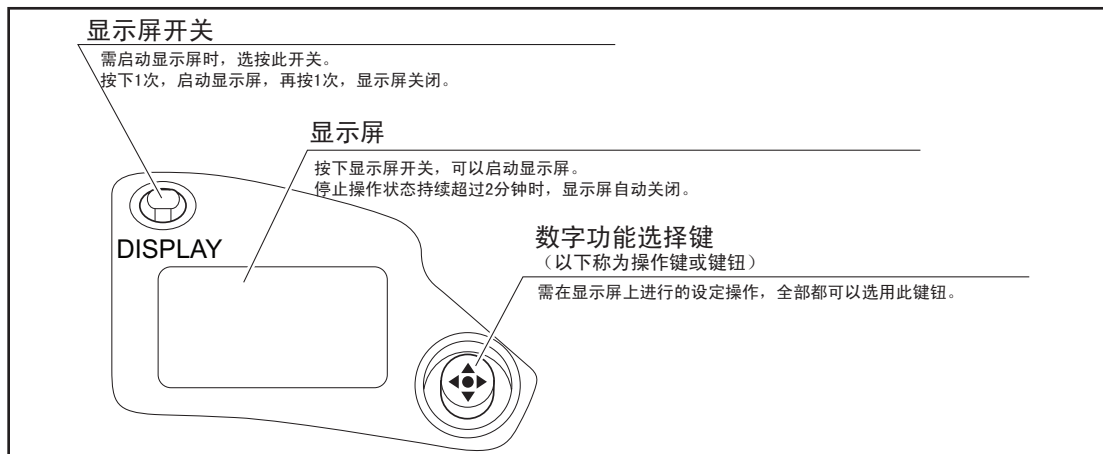 显示屏开关
需启动显示屏时，选按此开关。
按下1次，启动显示屏，再按1次，显示屏关闭。
显示屏
按下显示屏开关，可以启动显示屏。
停止操作状态持续超过2分钟时，显示屏自动关闭。
DISPLAY
数字功能选择键
（以下称为操作键或键钮）
需在显示屏上进行的设定操作，全部都可以选用此键钮。